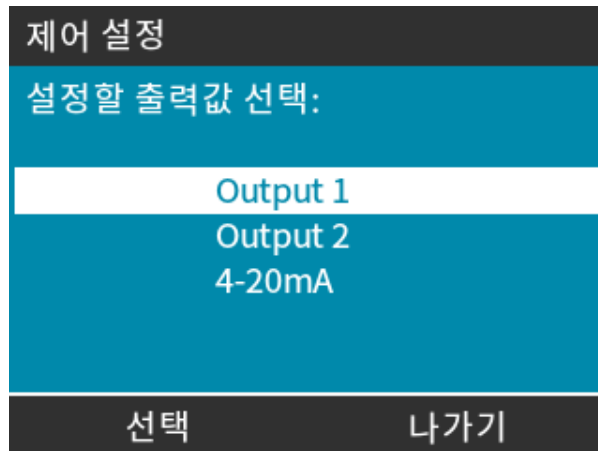 제어 설정
설정할 출력값 선택:
Output 1
Output 2
4-20mA
선택 나가기